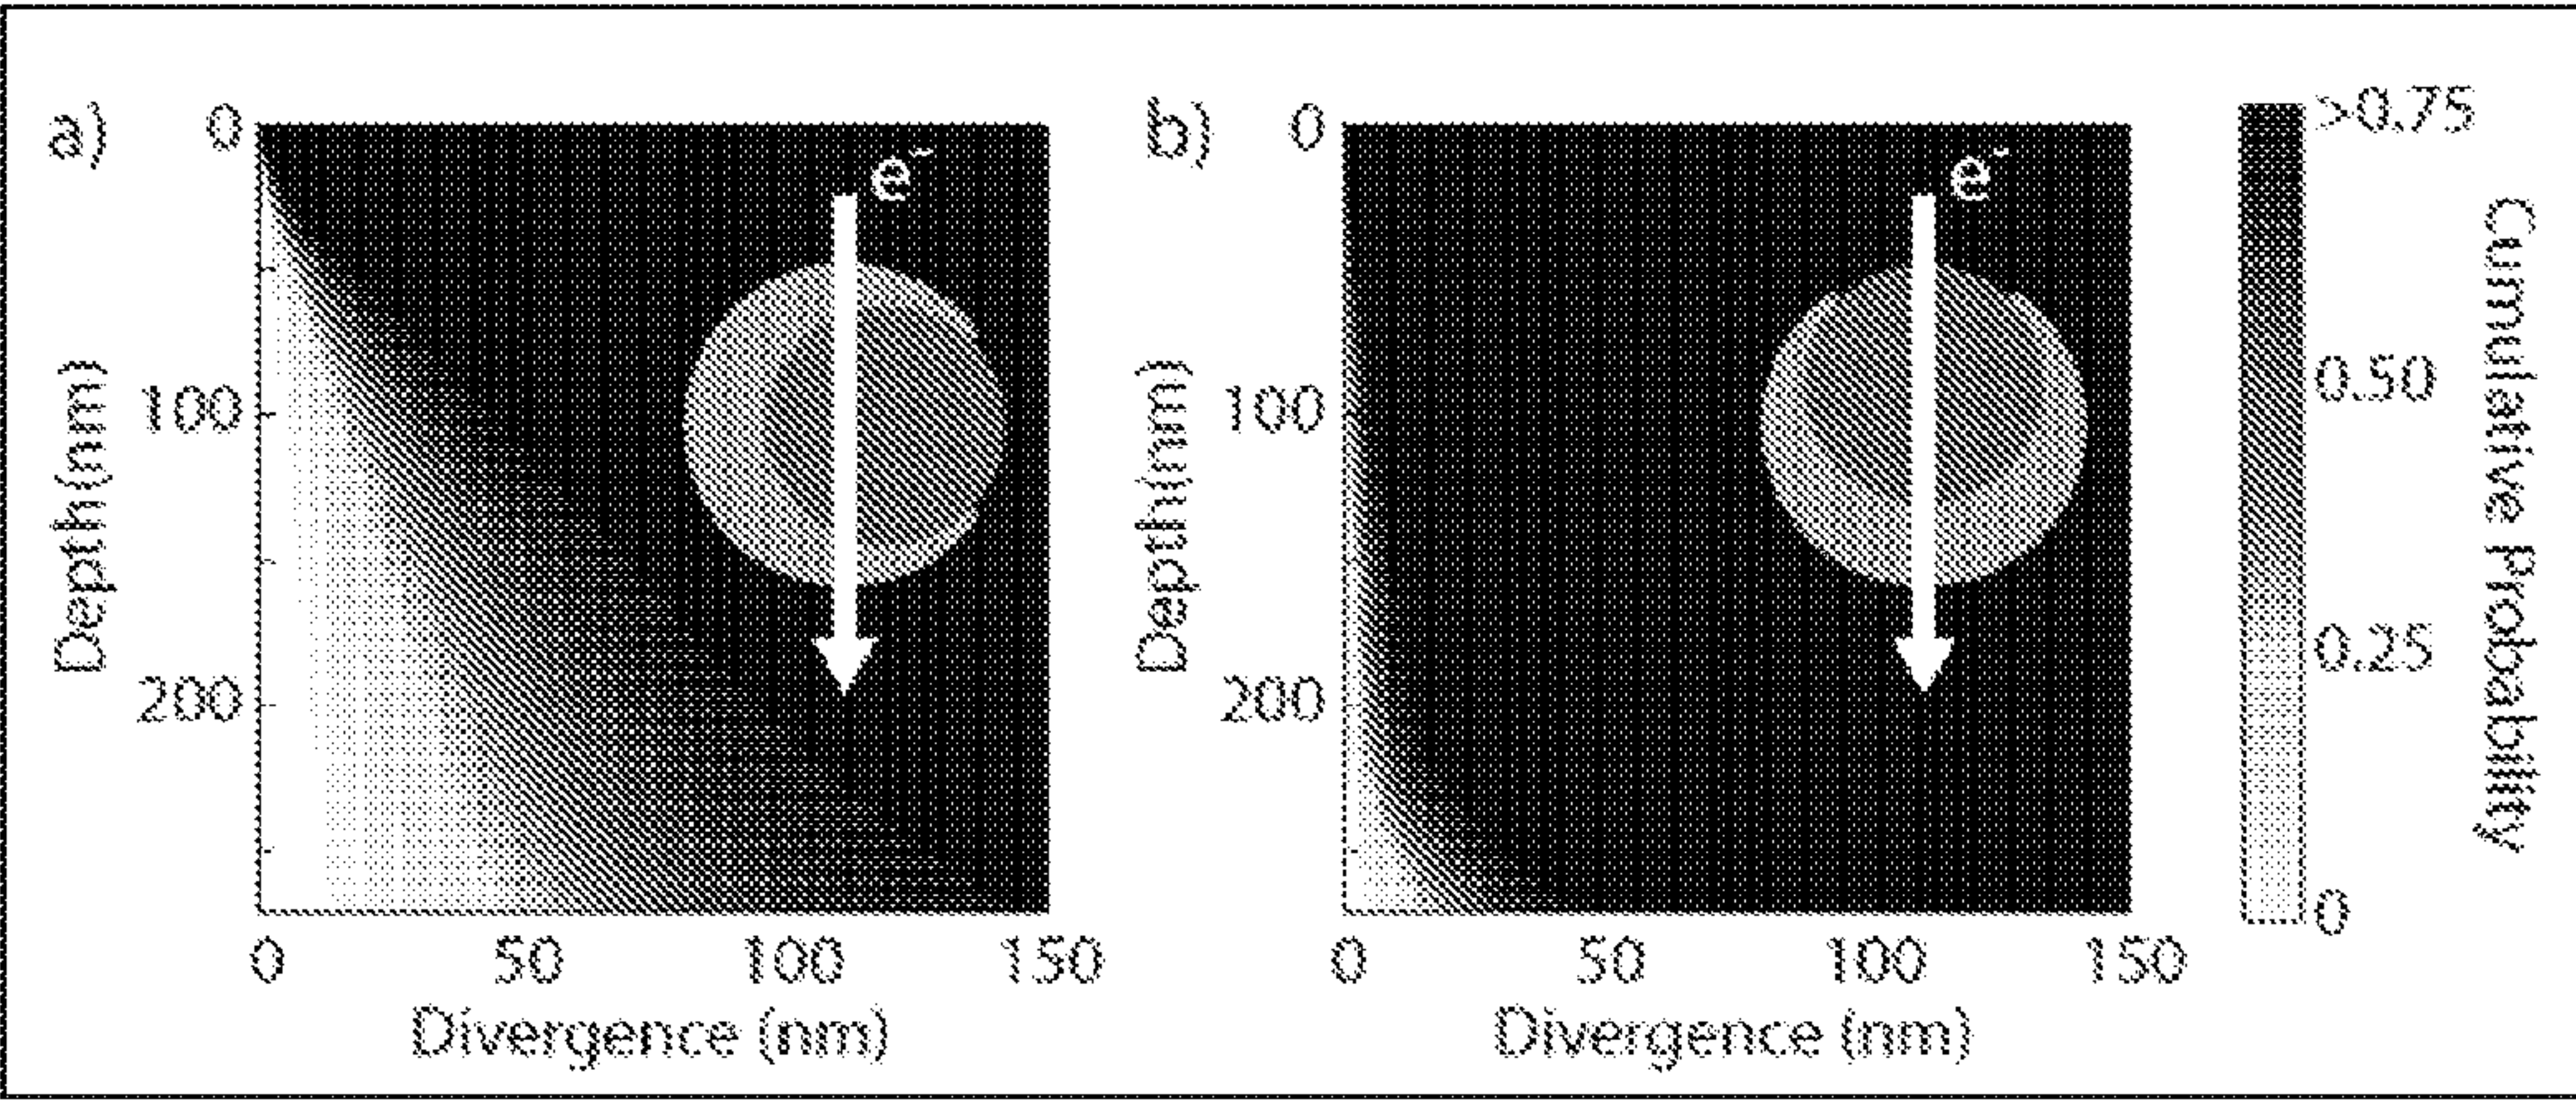 a)
0
100
200
Depth(nm)
e-
0 50 100 150
Divergence (nm)
b)
0
100
200
Depth(nm)
e-
0 50 100 150
Divergence (nm)
>0.75
0.50
0.25
0
Cumulative Probability